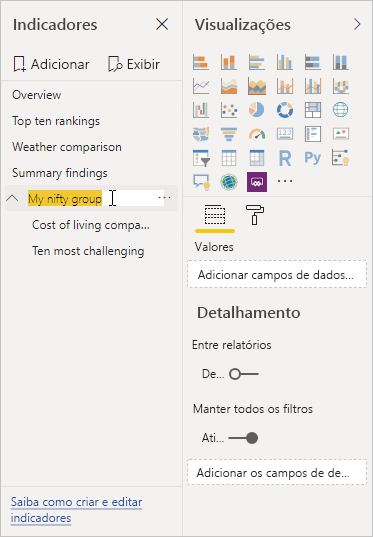 Indicadores
Adicionar
Exibir
Overview
Top ten rankings
Weather comparison
Summary findings
My nifty group
Cost of living compa...
Ten most challenging
Saiba como criar e editar
indicadores
Visualizações
123
R
Py
Valores
Adicionar campos de dados...
Detalhamento
Entre relatórios
De...
Manter todos os filtros
Ati...
Adicionar os campos de de...